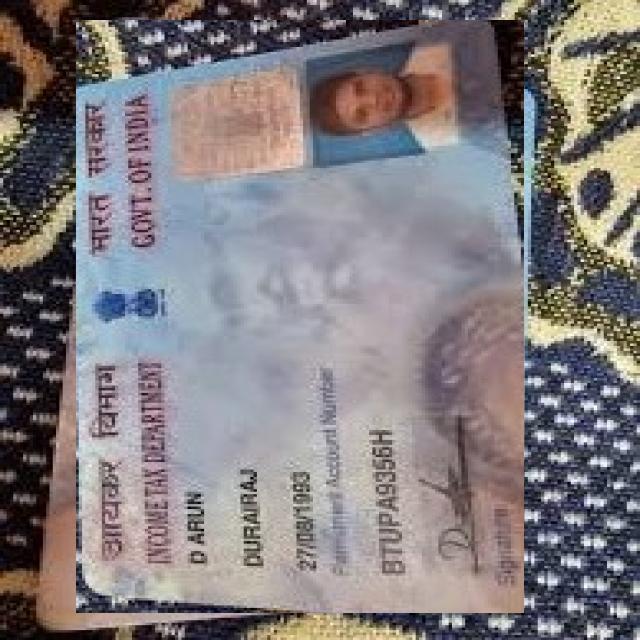 आयकर विभाग
भारत सरकार
INCOME TAX DEPARTMENT
GOVT. OF INDIA
D ARUN
DURAIRAJ
27/08/1993
Permanent Account Number
BTUPA9356H
Signature